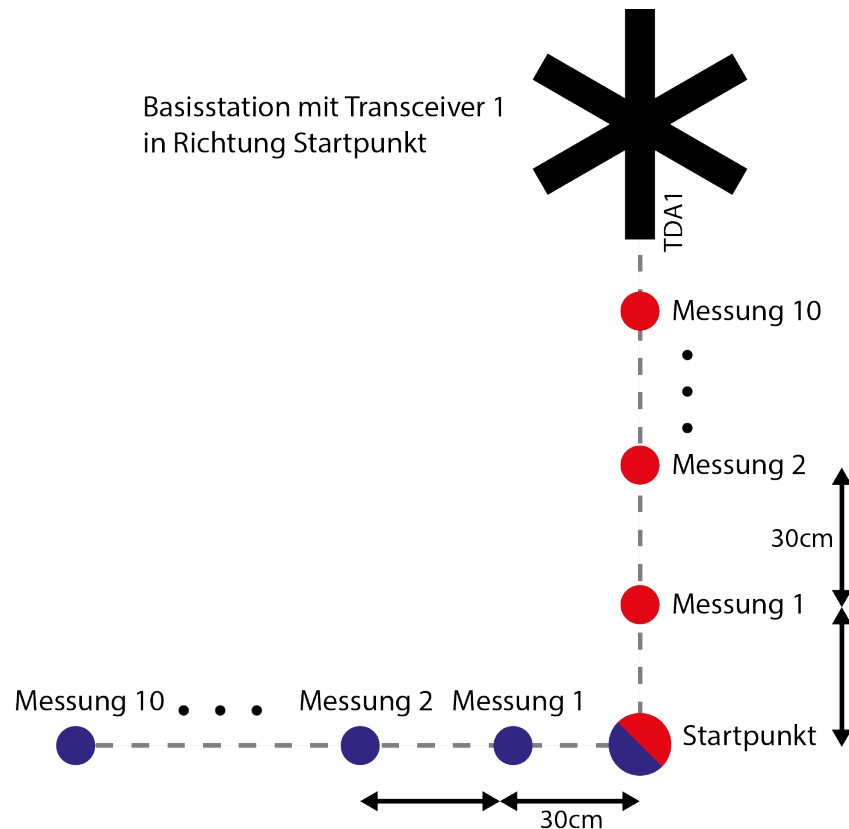 Basisstation mit Transceiver 1
in Richtung Startpunkt
TDA1
Messung 10
Messung 2
30cm
Messung 1
Messung 10
Messung 2
Messung 1
Startpunkt
30cm